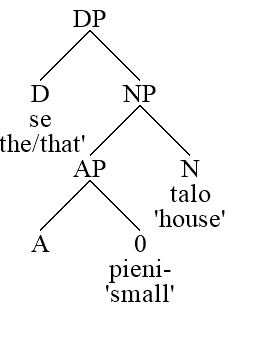 DP
D NP
se
the/that'
AP N
talo
'house'
A 0
pieni-
'small'